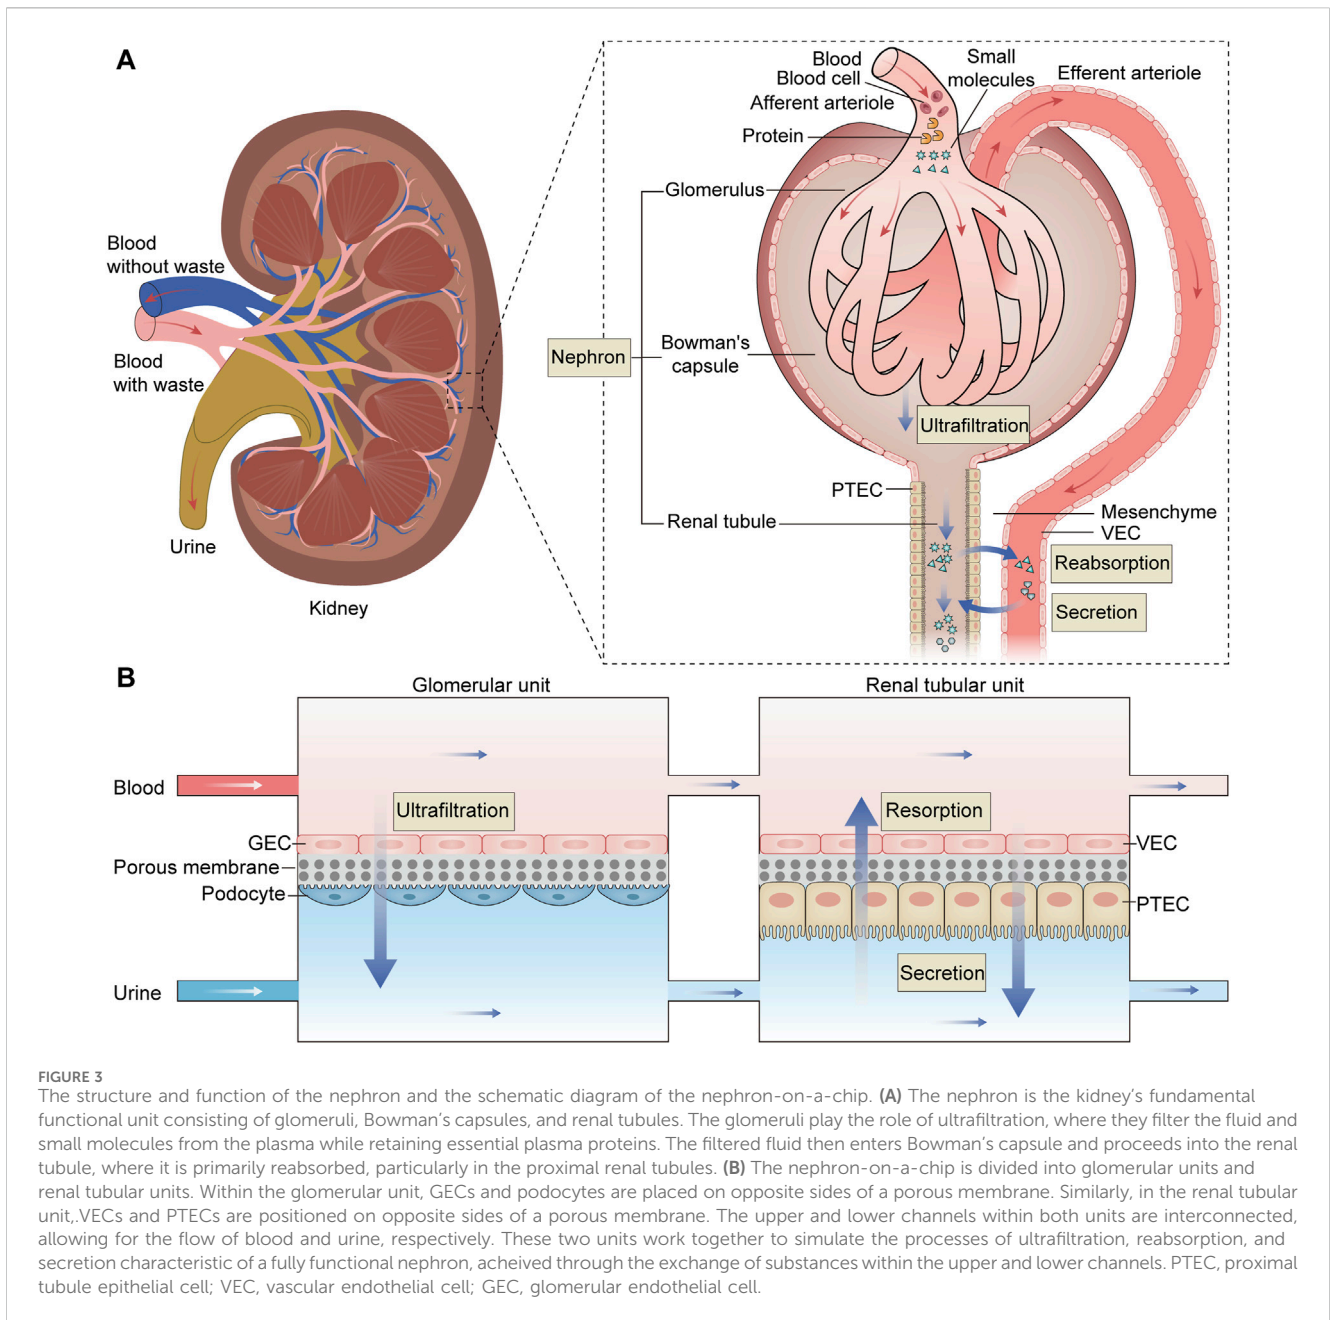 A
Blood
Blood cell
Afferent arteriole
Small
molecules
Efferent arteriole
Protein
Glomerulus
Blood
without waste
Blood
with waste
Nephron
Bowman's
capsule
Ultrafiltration
PTEC
Renal tubule
Mesenchyme
VEC
Reabsorption
Secretion
Urine
Kidney
B
Glomerular unit
Renal tubular unit
Blood
Ultrafiltration
Resorption
GEC
VEC
Porous membrane
Podocyte
PTEC
Secretion
Urine
FIGURE 3
The structure and function of the nephron and the schematic diagram of the nephron-on-a-chip. (A) The nephron is the kidney's fundamental
functional unit consisting of glomeruli, Bowman's capsules, and renal tubules. The glomeruli play the role of ultrafiltration, where they filter the fluid and
small molecules from the plasma while retaining essential plasma proteins. The filtered fluid then enters Bowman's capsule and proceeds into the renal
tubule, where it is primarily reabsorbed, particularly in the proximal renal tubules. (B) The nephron-on-a-chip is divided into glomerular units and
renal tubular units. Within the glomerular unit, GECs and podocytes are placed on opposite sides of a porous membrane. Similarly, in the renal tubular
unit,.VECs and PTECs are positioned on opposite sides of a porous membrane. The upper and lower channels within both units are interconnected,
allowing for the flow of blood and urine, respectively. These two units work together to simulate the processes of ultrafiltration, reabsorption, and
secretion characteristic of a fully functional nephron, acheived through the exchange of substances within the upper and lower channels. PTEC, proximal
tubule epithelial cell; VEC, vascular endothelial cell; GEC, glomerular endothelial cell.